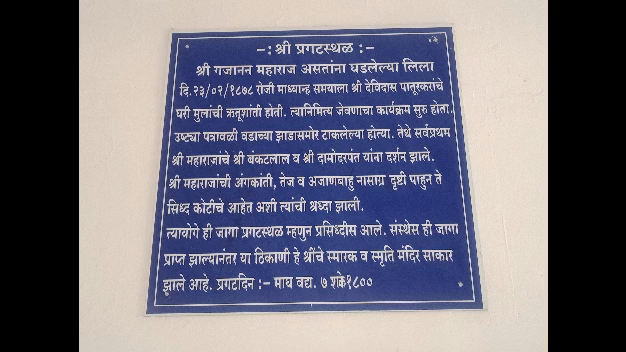 -: श्री प्रगटस्थळ :-
श्री गजानन महाराज असतांना घडलेल्या लिला
दि.२३/०२/१८७८ रोजी माध्यान्ह समयाला श्री देविदास पातूरकरांचे
घरी मुलांची ऋतूशांती होती. त्यानिमित्य जेवणाचा कार्यक्रम सुरु होता.
उष्ट्या पत्रावळी वडाच्या झाडासमोर टाकलेल्या होत्या. तेथे सर्वप्रथम
श्री महाराजांचे श्री बंकटलाल व श्री दामोदरपंत यांना दर्शन झाले.
श्री महाराजांची अंगकांती, तेज व अजाणबाहु नासाग्र दृष्टी पाहुन ते
सिध्द कोटीचे आहेत अशी त्यांची श्रध्दा झाली.
त्यायोगे ही जागा प्रगटस्थळ म्हणुन प्रसिध्दीस आले. संस्थेस ही जागा
प्राप्त झाल्यानंतर या ठिकाणी हे श्रींचे स्मारक व स्मृति मंदिर साकार
झाले आहे. प्रगटदिन :- माघ वद्य. ७ शके१८००